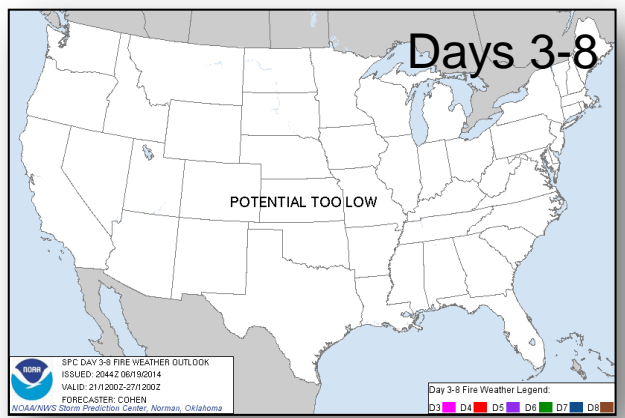 Days 3-8
POTENTIAL TOO LOW
NOAA
SPC DAY 3-8 FIRE WEATHER OUTLOOK
ISSUED: 2044Z 06/19/2014
VALID: 21/1200Z-27/1200Z
FORECASTER: COHEN
NOAA/NWS Storm Prediction Center, Norman, Oklahoma
Day 3-8 Fire Weather Legend:
D3 D4 D5 D6 D7 D8